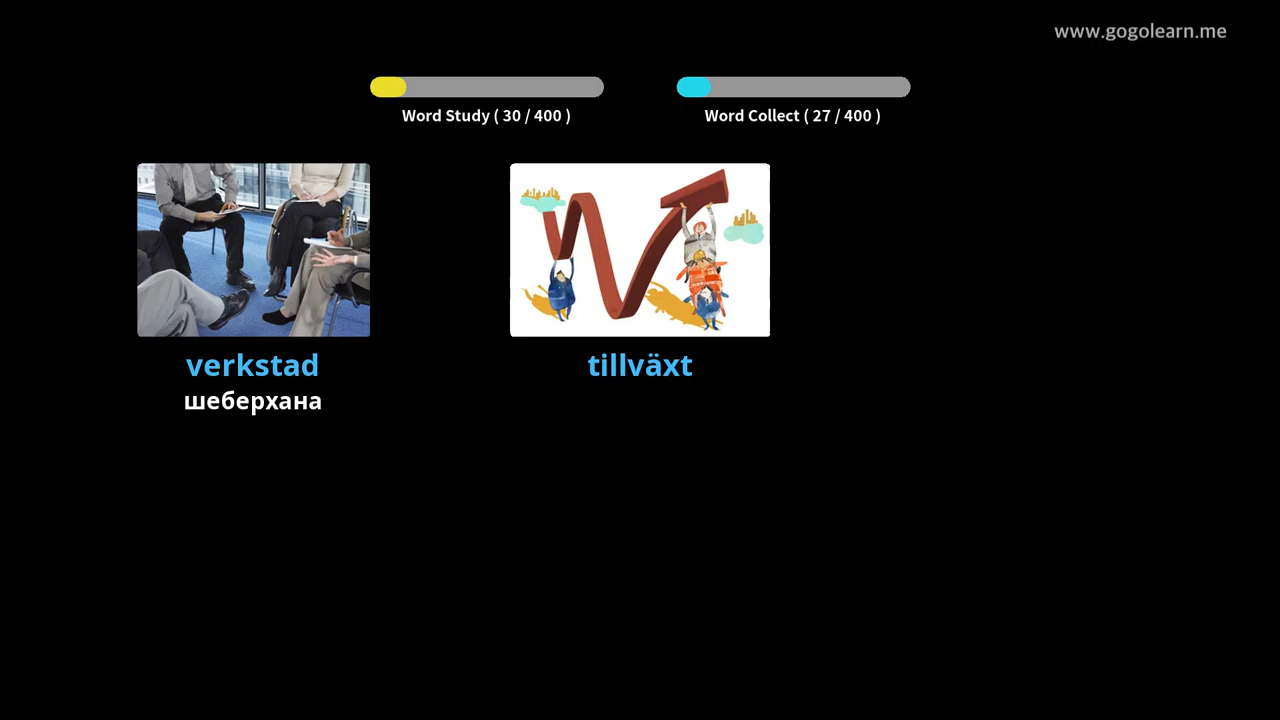 www.gogolearn.me
Word Study ( 30 / 400 )
Word Collect ( 27 / 400 )
verkstad
шеберхана
tillväxt